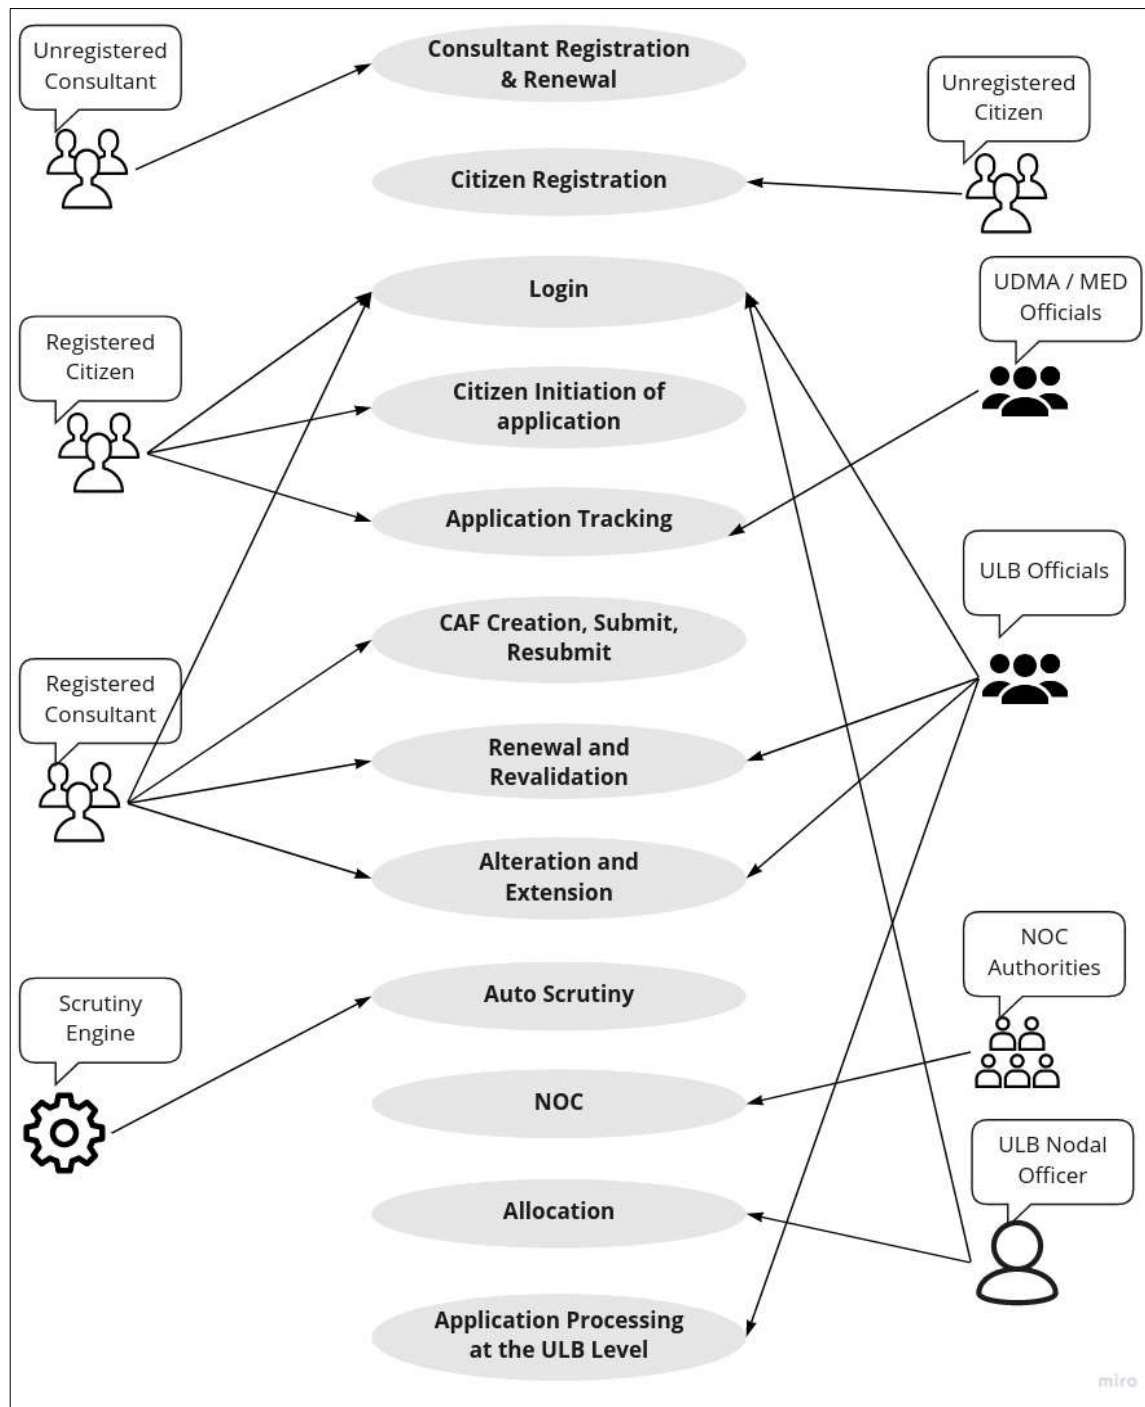 Unregistered
Consultant
Consultant Registration
& Renewal
Unregistered
Citizen
Citizen Registration
Login
UDMA / MED
Officials
Registered
Citizen
Citizen Initiation of
application
Application Tracking
ULB Officials
CAF Creation, Submit,
Resubmit
Registered
Consultant
Renewal and
Revalidation
Alteration and
Extension
NOC
Authorities
Scrutiny
Engine
Auto Scrutiny
NOC
ULB Nodal
Officer
Allocation
Application Processing
at the ULB Level
miro